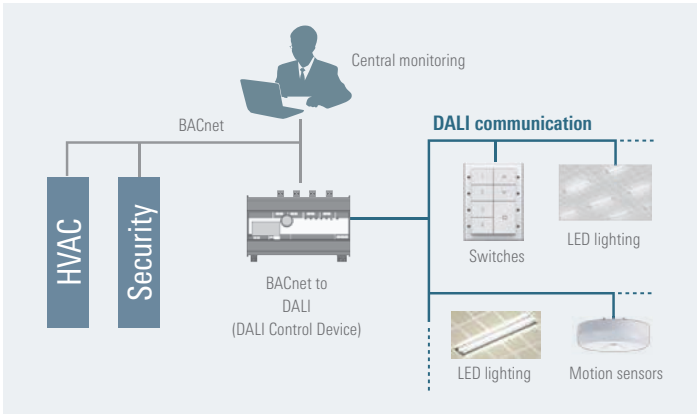 Central monitoring
BACnet
DALI communication
HVAC
Security
Switches
LED lighting
BACnet to
DALI
(DALI Control Device)
LED lighting
Motion sensors